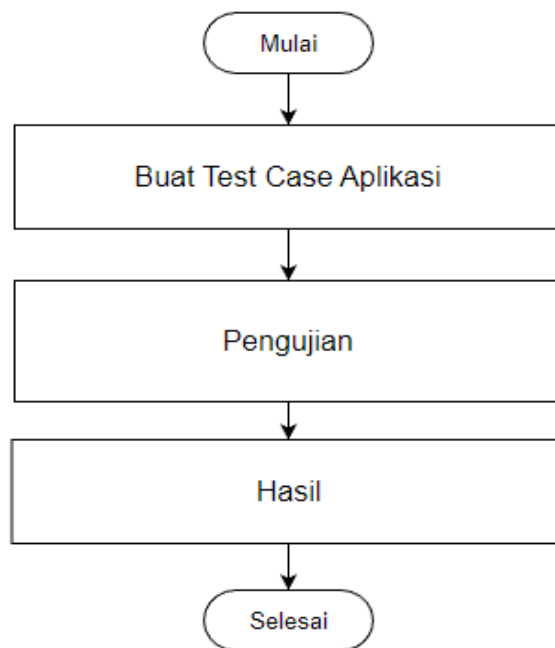 Mulai
Buat Test Case Aplikasi
Pengujian
Hasil
Selesai